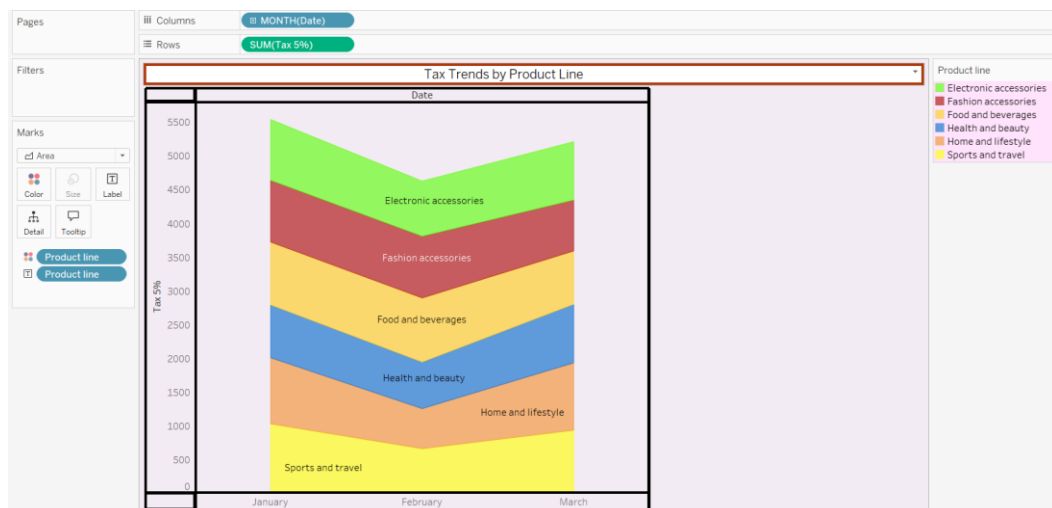 Pages
Columns
MONTH(Date)
Rows
SUM(Tax 5%)
Filters
Marks
Area
Color
Size
Label
Detail
Tooltip
Product line
Product line
Tax Trends by Product Line
Date
5500
5000
4500
4000
3500
3000
2500
2000
1500
1000
500
0
Tax 5%
Electronic accessories
Fashion accessories
Food and beverages
Health and beauty
Home and lifestyle
Sports and travel
January
February
March
Product line
Electronic accessories
Fashion accessories
Food and beverages
Health and beauty
Home and lifestyle
Sports and travel